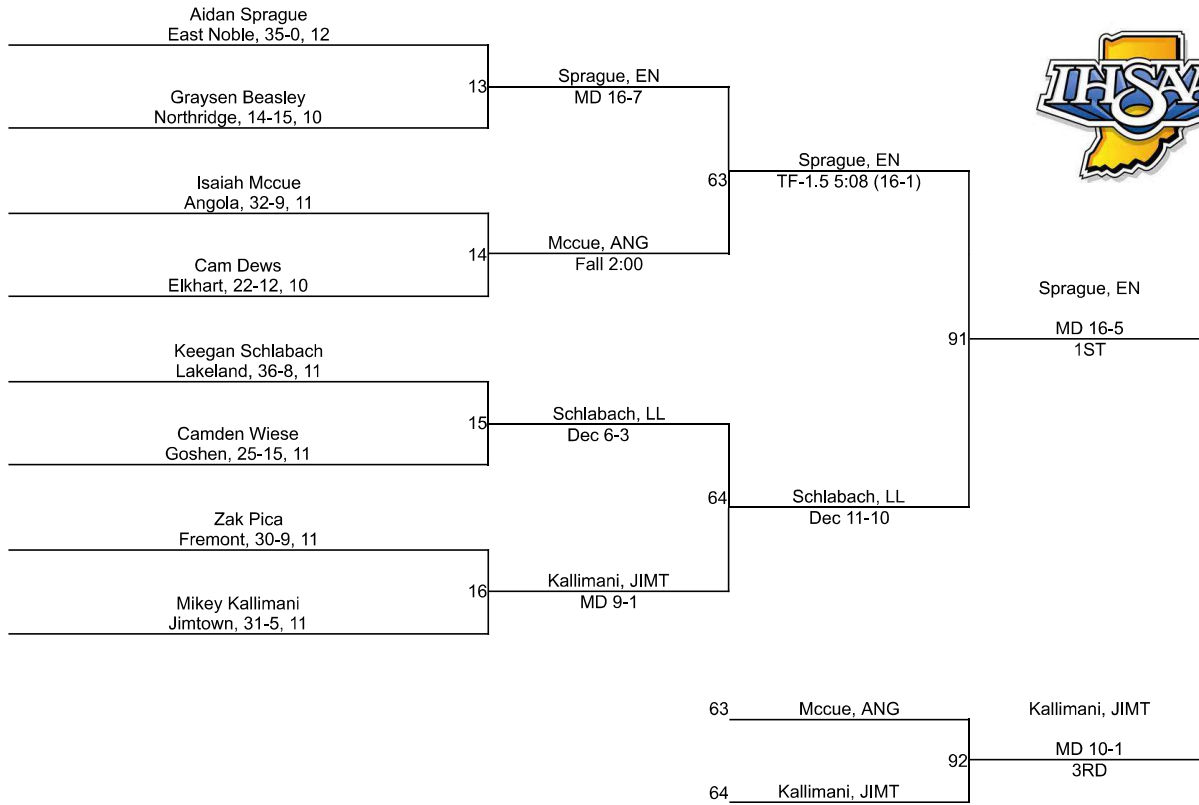 Aidan Sprague
East Noble, 35-0, 12
13
Graysen Beasley
Northridge, 14-15, 10
Sprague, EN
MD 16-7
Isaiah Mccue
Angola, 32-9, 11
14
Cam Dews
Elkhart, 22-12, 10
Mccue, ANG
Fall 2:00
63
Sprague, EN
TF-1.5 5:08 (16-1)
Keegan Schlabach
Lakeland, 36-8, 11
15
Camden Wiese
Goshen, 25-15, 11
Schlabach, LL
Dec 6-3
Zak Pica
Fremont, 30-9, 11
16
Mikey Kallimani
Jimtown, 31-5, 11
Kallimani, JIMT
MD 9-1
64
Schlabach, LL
Dec 11-10
91
Sprague, EN
MD 16-5
1ST
IHSAA
63
Mccue, ANG
64
Kallimani, JIMT
92
Kallimani, JIMT
MD 10-1
3RD